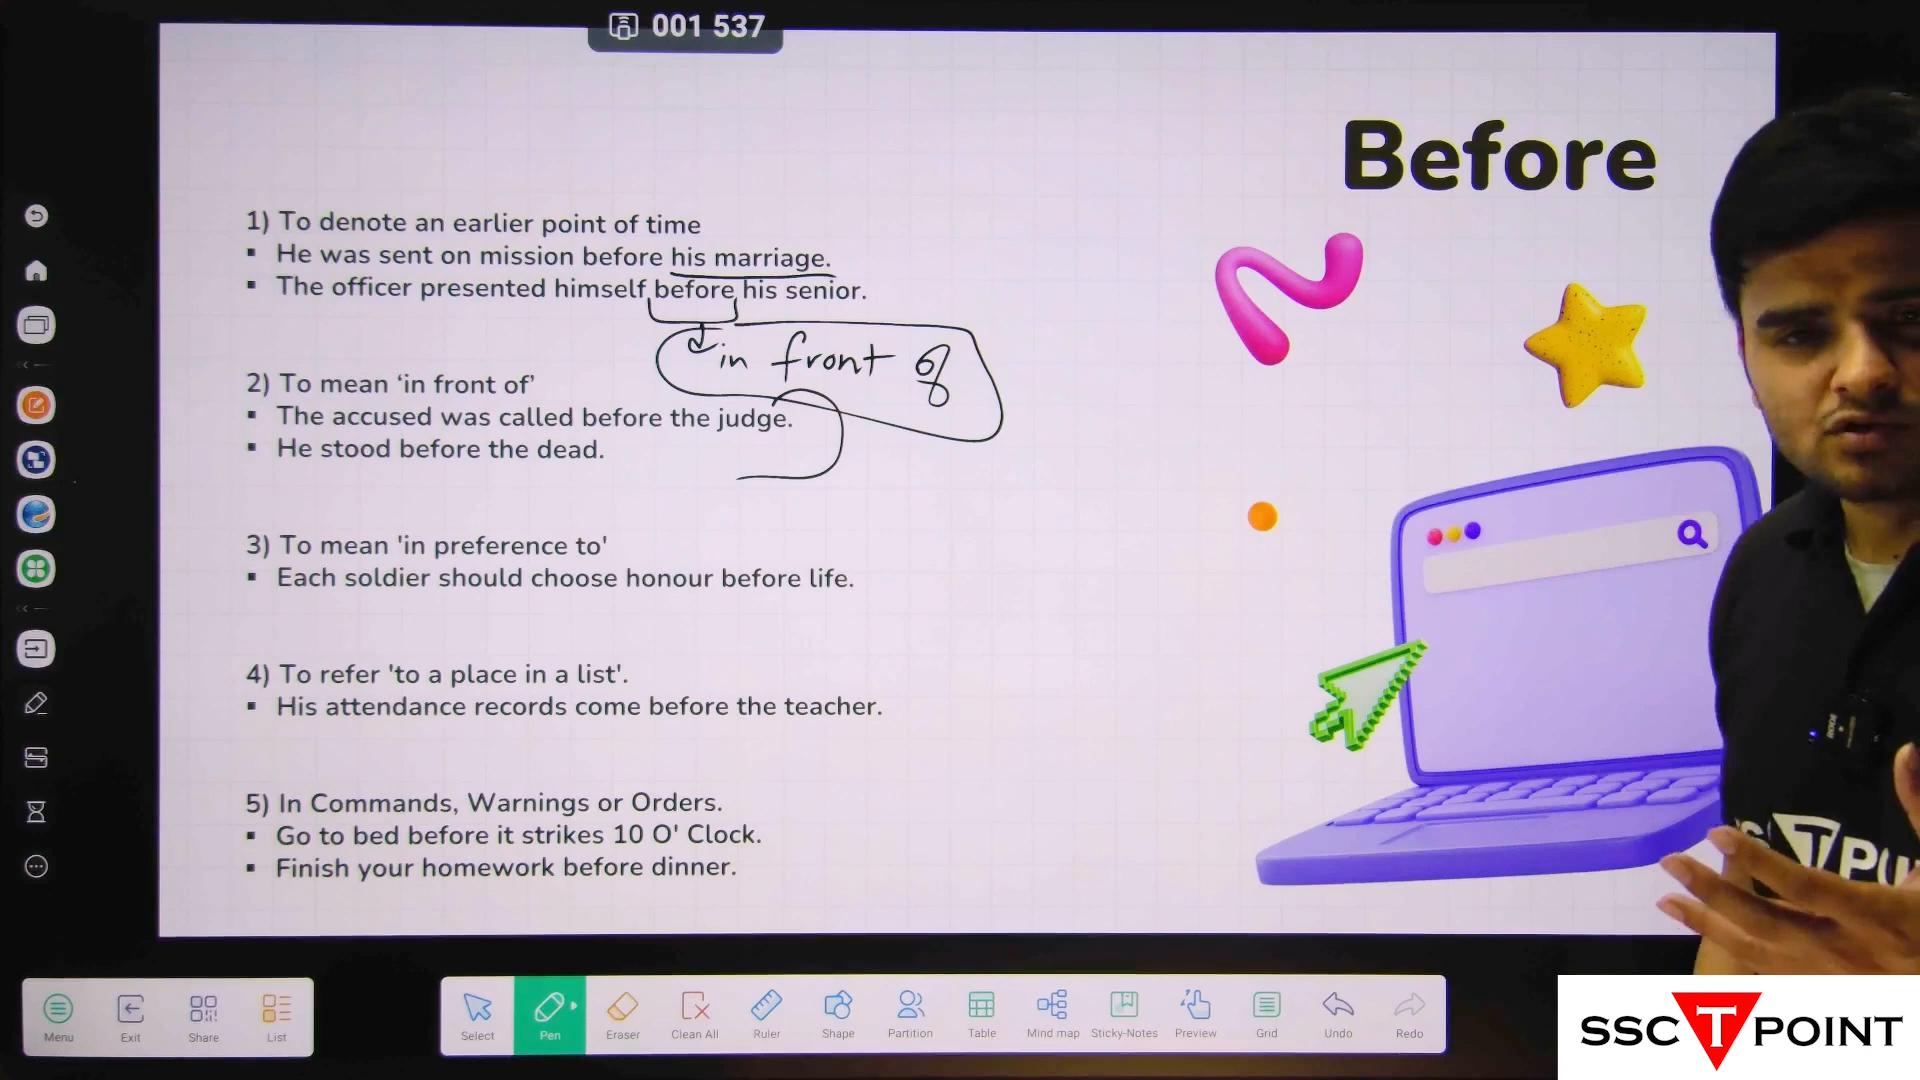 001 537
Before
1) To denote an earlier point of time
▪ He was sent on mission before his marriage.
▪ The officer presented himself before his senior.
in front of
2) To mean ‘in front of’
▪ The accused was called before the judge.
▪ He stood before the dead.
3) To mean 'in preference to'
▪ Each soldier should choose honour before life.
4) To refer 'to a place in a list'.
▪ His attendance records come before the teacher.
5) In Commands, Warnings or Orders.
▪ Go to bed before it strikes 10 O' Clock.
▪ Finish your homework before dinner.
Menu Exit Share List
Select Pen Eraser Clean All Ruler Shape Partition Table Mind map Sticky-Notes Preview Grid Undo Redo
SSC T POINT